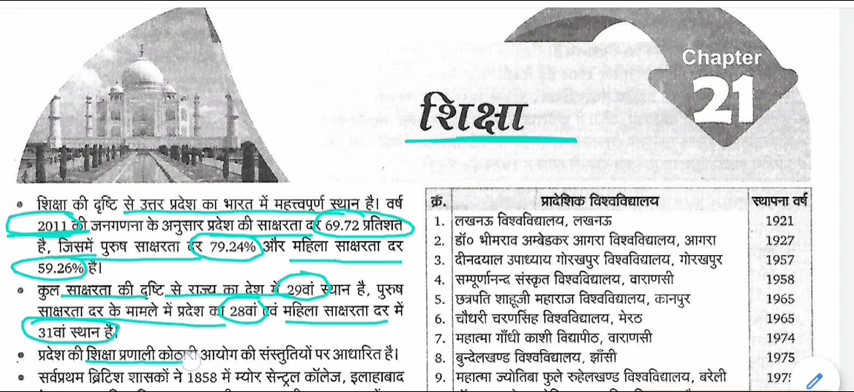 Chapter
21
शिक्षा
• शिक्षा की दृष्टि से उत्तर प्रदेश का भारत में महत्त्वपूर्ण स्थान है। वर्ष
2011 की जनगणना के अनुसार प्रदेश की साक्षरता दर 69.72 प्रतिशत
है, जिसमें पुरुष साक्षरता दर 79.24% और महिला साक्षरता दर
59.26% है।
• कुल साक्षरता की दृष्टि से राज्य का देश में 29वां स्थान है, पुरुष
साक्षरता दर के मामले में प्रदेश का 28वां एवं महिला साक्षरता दर में
31वां स्थान है।
• प्रदेश की शिक्षा प्रणाली कोठारी आयोग की संस्तुतियों पर आधारित है।
• सर्वप्रथम ब्रिटिश शासकों ने 1858 में म्योर सेन्ट्रल कॉलेज, इलाहाबाद
क्र. प्रादेशिक विश्वविद्यालय स्थापना वर्ष
1. लखनऊ विश्वविद्यालय, लखनऊ 1921
2. डॉ० भीमराव अम्बेडकर आगरा विश्वविद्यालय, आगरा 1927
3. दीनदयाल उपाध्याय गोरखपुर विश्वविद्यालय, गोरखपुर 1957
4. सम्पूर्णानन्द संस्कृत विश्वविद्यालय, वाराणसी 1958
5. छत्रपति शाहूजी महाराज विश्वविद्यालय, कानपुर 1965
6. चौधरी चरणसिंह विश्वविद्यालय, मेरठ 1965
7. महात्मा गाँधी काशी विद्यापीठ, वाराणसी 1974
8. बुन्देलखण्ड विश्वविद्यालय, झाँसी 1975
9. महात्मा ज्योतिबा फुले रुहेलखण्ड विश्वविद्यालय, बरेली